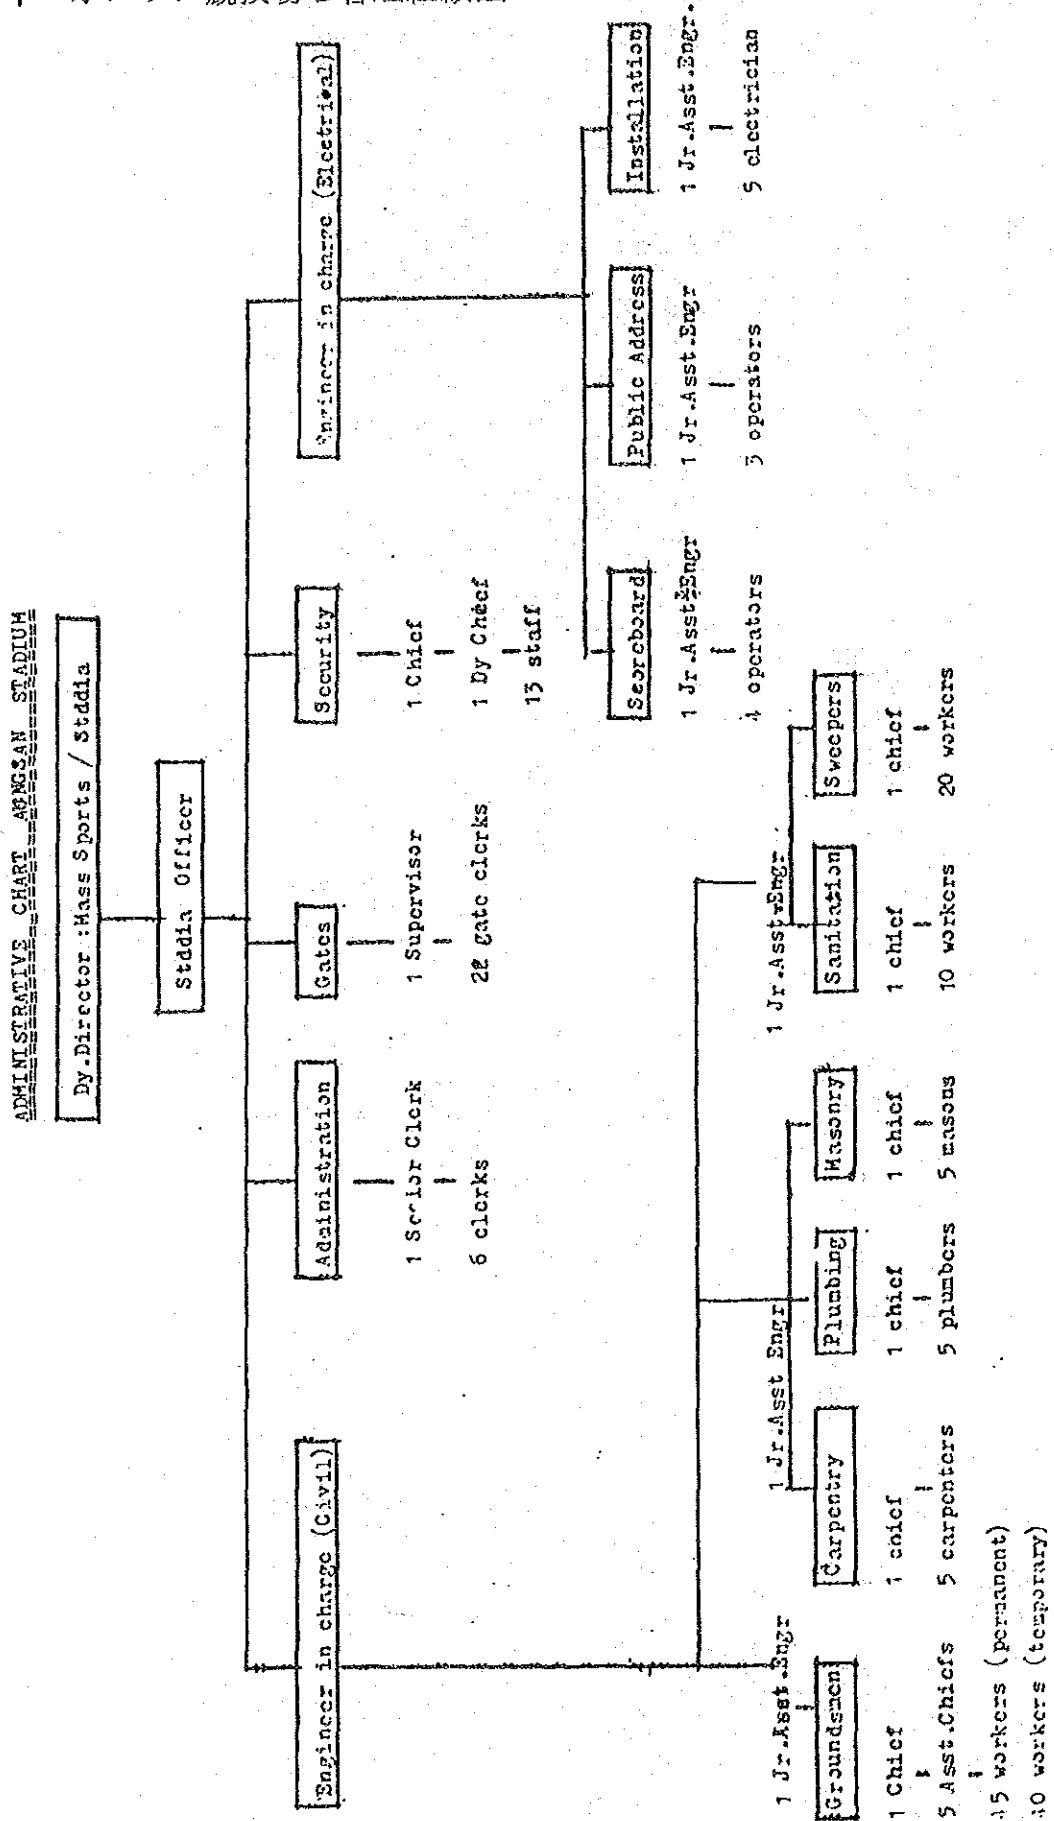 ADMINISTRATIVE CHART AUNGSAN STADIUM
Dy.Director :Mass Sports / Stadia
Stadia Officer
Engineer in charge (Civil)
Administration
Gates
Security
Engineer in charge (Electrical)
1 Senior Clerk
6 clerks
1 Supervisor
gate clerks
1 Chief
1 Dy Cheef
13 staff
Scoreboard
Public Address
Installation
1 Jr.Asst.Engr
1 Jr.Asst.Engr
1 Jr.Asst.Engr.
4 operators
3 operators
5 electrician
1 Jr.Asst.Engr
1 Jr.Asst Engr
1 Jr.Asst.Engr
Groundsmen
Carpentry
Plumbing
Masonry
Sanitation
Sweepers
1 Chief
1 chief
1 chief
1 chief
1 chief
1 chief
5 Asst.Chiefs
5 carpenters
5 plumbers
5 masons
10 workers
20 workers
workers (permanent)
workers (temporary)